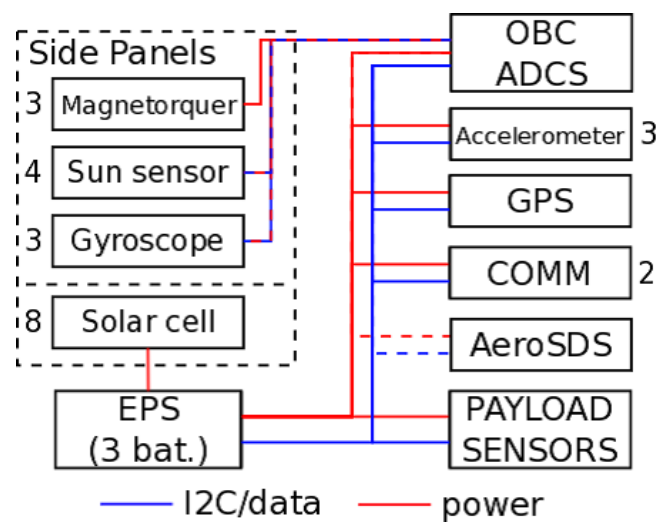 Side Panels
3 Magnetorquer
4 Sun sensor
3 Gyroscope
8 Solar cell
EPS
(3 bat.)
OBC
ADCS
Accelerometer 3
GPS
COMM 2
AeroSDS
PAYLOAD
SENSORS
I2C/data
power